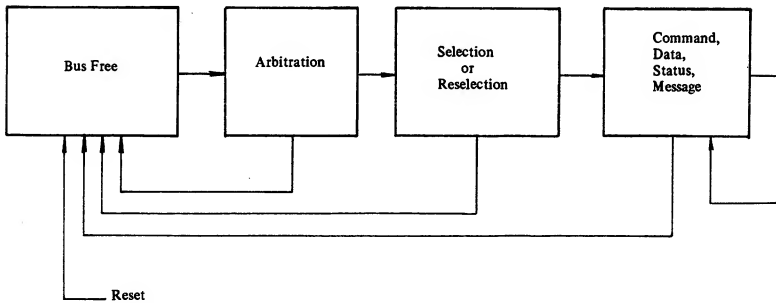 Bus Free
Arbitration
Selection
or
Reselection
Command,
Data,
Status,
Message
Reset